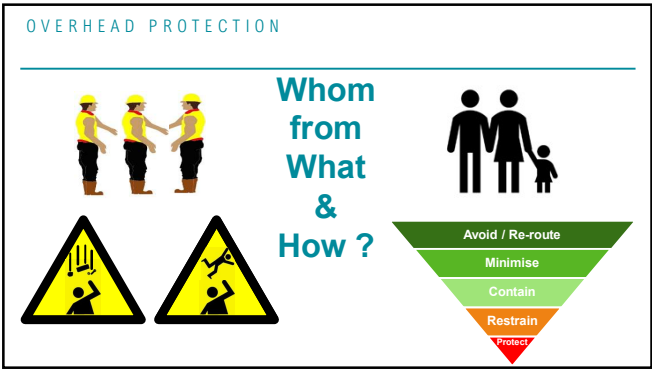 OVERHEAD PROTECTION
Whom
from
What
&
How ?
Avoid / Re-route
Minimise
Contain
Restrain
Protect